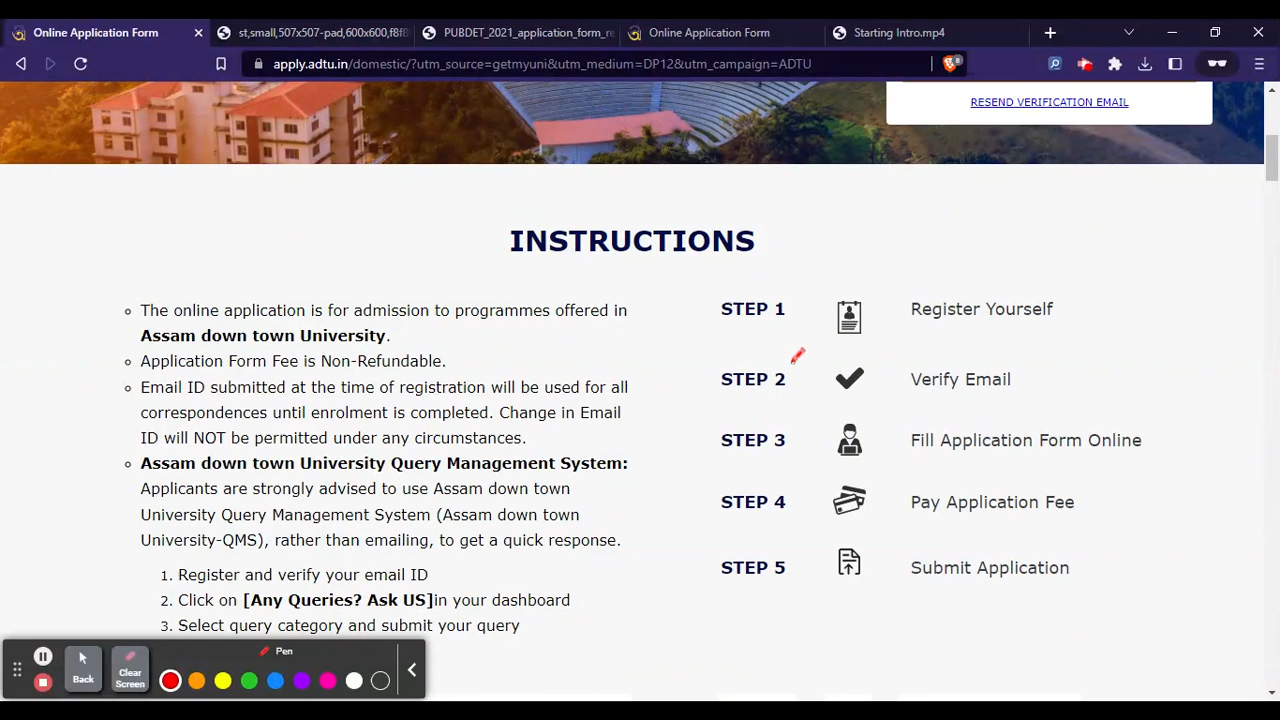 Online Application Form
st,small,507x507-pad,600x600,f8f8
PUBDET_2021_application_form_re
Online Application Form
Starting Intro.mp4
apply.adtu.in/domestic/?utm_source=getmyuni&utm_medium=DP12&utm_campaign=ADTU
8
RESEND VERIFICATION EMAIL
INSTRUCTIONS
The online application is for admission to programmes offered in
Assam down town University.
Application Form Fee is Non-Refundable.
Email ID submitted at the time of registration will be used for all
correspondences until enrolment is completed. Change in Email
ID will NOT be permitted under any circumstances.
Assam down town University Query Management System:
Applicants are strongly advised to use Assam down town
University Query Management System (Assam down town
University-QMS), rather than emailing, to get a quick response.
1. Register and verify your email ID
2. Click on [Any Queries? Ask US]in your dashboard
3. Select query category and submit your query
STEP 1 Register Yourself
STEP 2 Verify Email
STEP 3 Fill Application Form Online
STEP 4 Pay Application Fee
STEP 5 Submit Application
Back
Clear
Screen
Pen